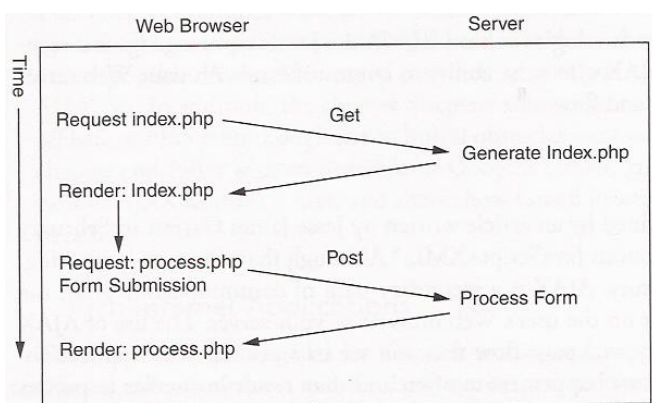 Web Browser
Server
Time
Request index.php
Get
Generate Index.php
Render: Index.php
Request: process.php
Form Submission
Post
Process Form
Render: process.php